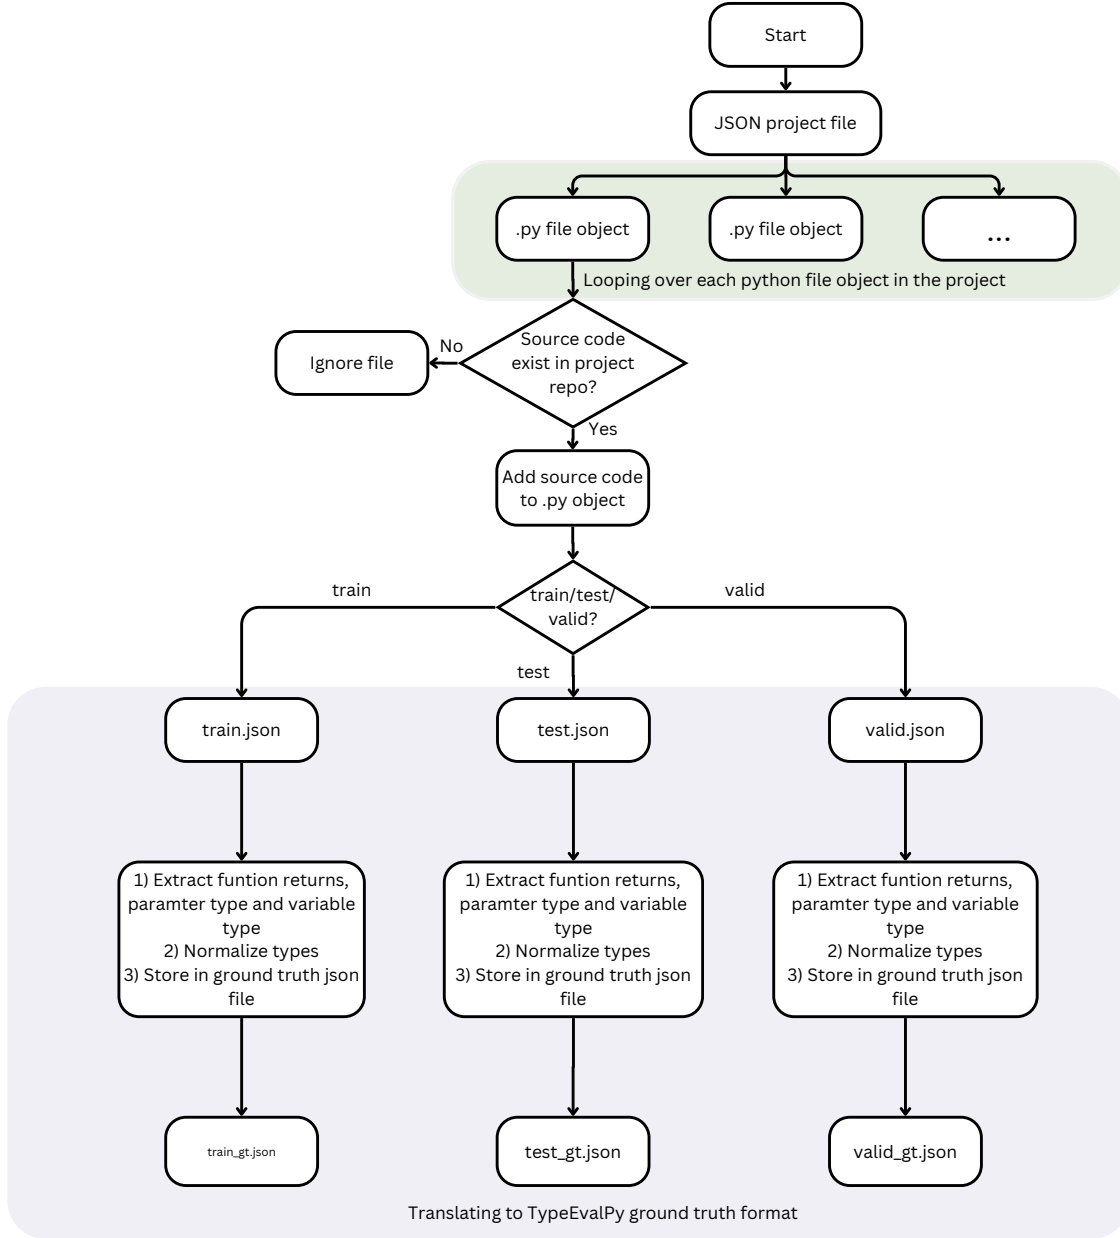 Start
JSON project file
.py file object
.py file object
...
Looping over each python file object in the project
Source code
exist in project
repo?
No
Ignore file
Yes
Add source code
to .py object
train/test/
valid?
train
valid
test
train.json
test.json
valid.json
1) Extract funtion returns,
paramter type and variable
type
2) Normalize types
3) Store in ground truth json
file
1) Extract funtion returns,
paramter type and variable
type
2) Normalize types
3) Store in ground truth json
file
1) Extract funtion returns,
paramter type and variable
type
2) Normalize types
3) Store in ground truth json
file
train_gt.json
test_gt.json
valid_gt.json
Translating to TypeEvalPy ground truth format